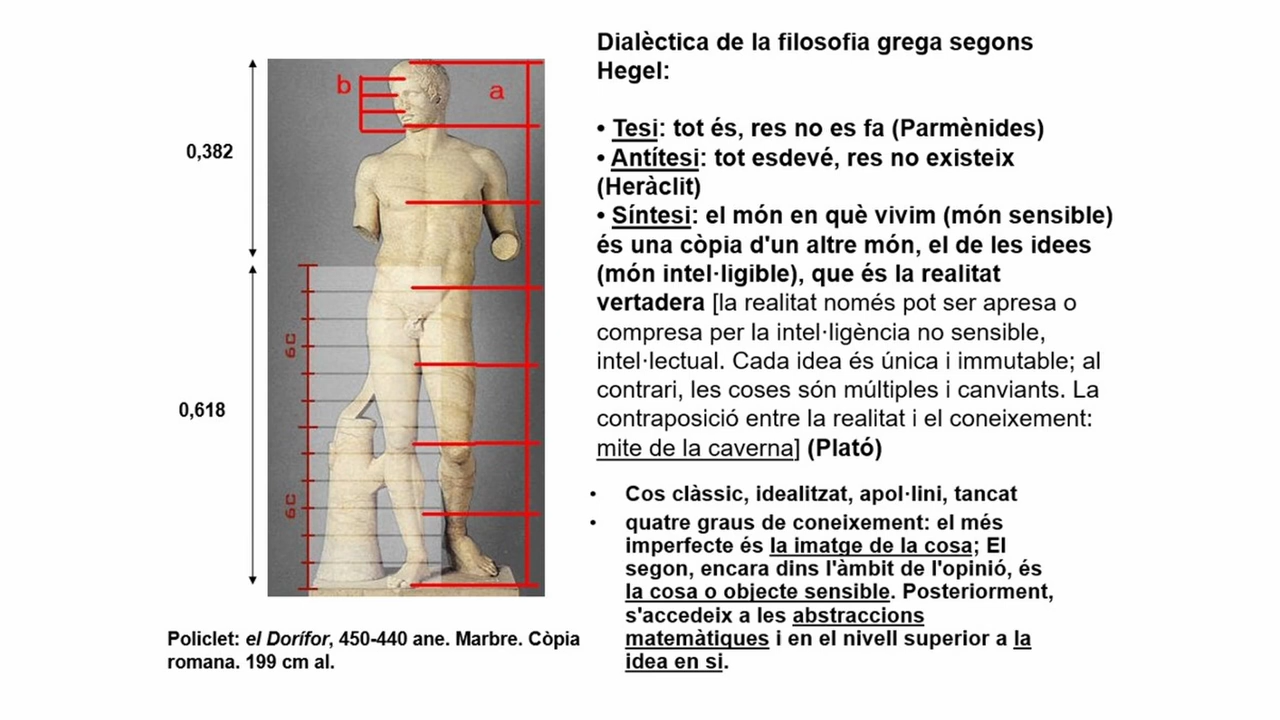 0,382
0,618
b
a
6C
6C
Policlet: el Dorífor, 450-440 ane. Marbre. Còpia
romana. 199 cm al.
Dialèctica de la filosofia grega segons
Hegel:
• Tesi: tot és, res no es fa (Parmènides)
• Antítesi: tot esdevé, res no existeix
(Heràclit)
• Síntesi: el món en què vivim (món sensible)
és una còpia d'un altre món, el de les idees
(món intel·ligible), que és la realitat
vertadera [la realitat només pot ser apresa o
compresa per la intel·ligència no sensible,
intel·lectual. Cada idea és única i immutable; al
contrari, les coses són múltiples i canviants. La
contraposició entre la realitat i el coneixement:
mite de la caverna] (Plató)
• Cos clàssic, idealitzat, apol·lini, tancat
• quatre graus de coneixement: el més
imperfecte és la imatge de la cosa; El
segon, encara dins l'àmbit de l'opinió, és
la cosa o objecte sensible. Posteriorment,
s'accedeix a les abstraccions
matemàtiques i en el nivell superior a la
idea en si.